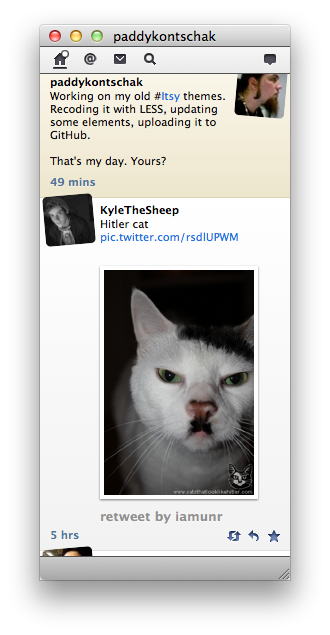 paddykontschak
paddykontschak
Working on my old #Itsy themes.
Recoding it with LESS, updating
some elements, uploading it to
GitHub.
That's my day. Yours?
49 mins
KyleTheSheep
Hitler cat
pic.twitter.com/rsdlUPWM
www.catsthatlooklikehitler.com
retweet by iamunr
5 hrs